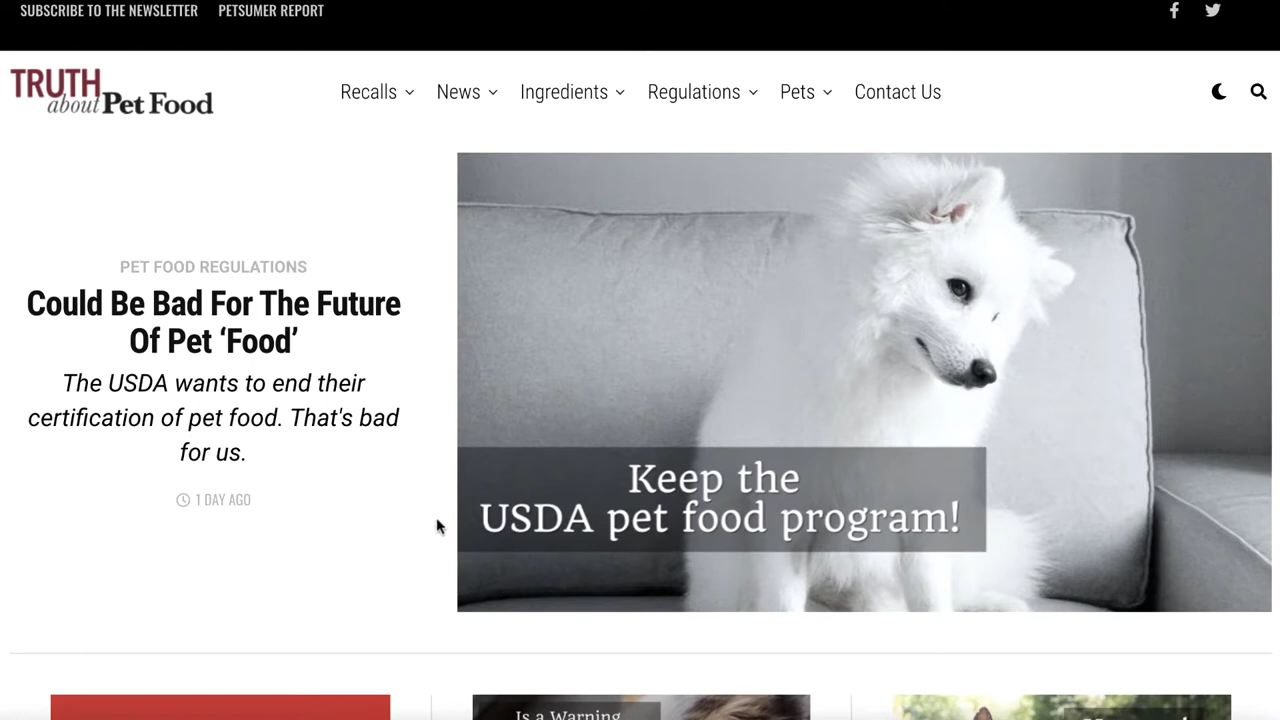 SUBSCRIBE TO THE NEWSLETTER PETSUMER REPORT
TRUTH
about Pet Food
Recalls News Ingredients Regulations Pets Contact Us
PET FOOD REGULATIONS
Could Be Bad For The Future
Of Pet ‘Food’
The USDA wants to end their
certification of pet food. That's bad
for us.
1 DAY AGO
Keep the
USDA pet food program!
Is a Warning